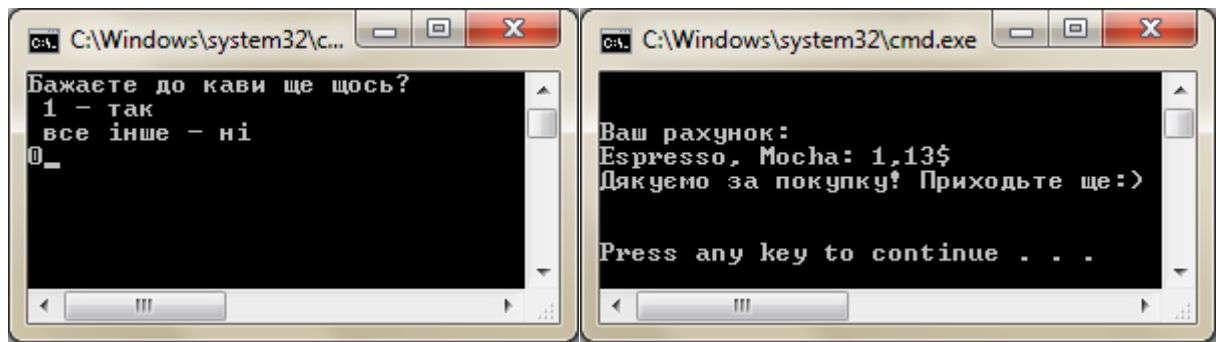 C:\Windows\system32\c...
Бажаєте до кави ще щось?
1 - так
все інше - ні
0_
C:\Windows\system32\cmd.exe
Ваш рахунок:
Espresso, Mocha: 1,13$
Дякуємо за покупку! Приходьте ще:)
Press any key to continue . . .